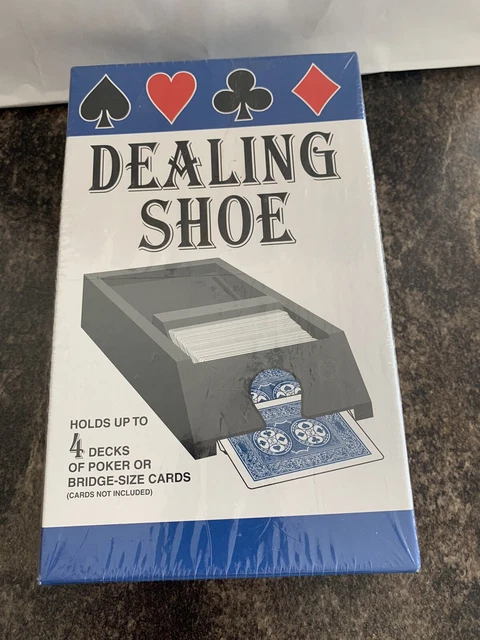 DEALING
SHOE
HOLDS UP TO
4 DECKS
OF POKER OR
BRIDGE-SIZE CARDS
(CARDS NOT INCLUDED)